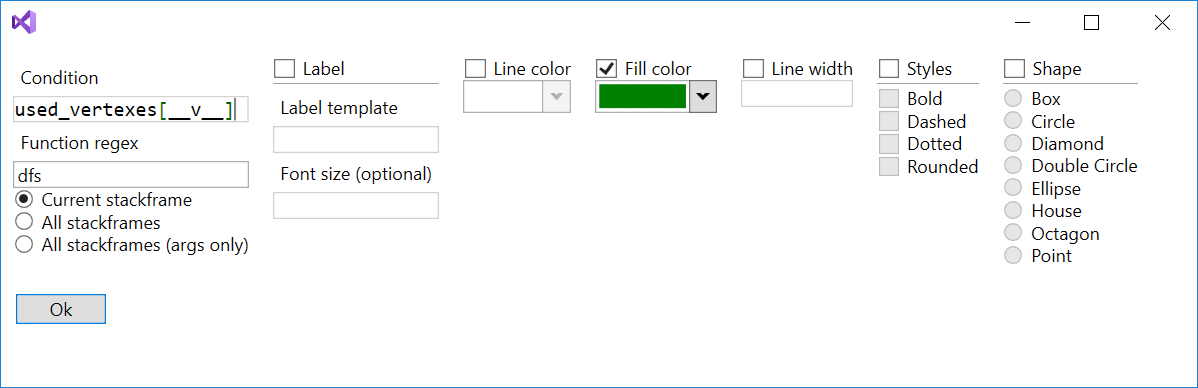 Condition
used_vertexes[__v__]
Function regex
dfs
Current stackframe
All stackframes
All stackframes (args only)
Ok
Label
Label template
Font size (optional)
Line color
Fill color
Line width
Styles
Bold
Dashed
Dotted
Rounded
Shape
Box
Circle
Diamond
Double Circle
Ellipse
House
Octagon
Point